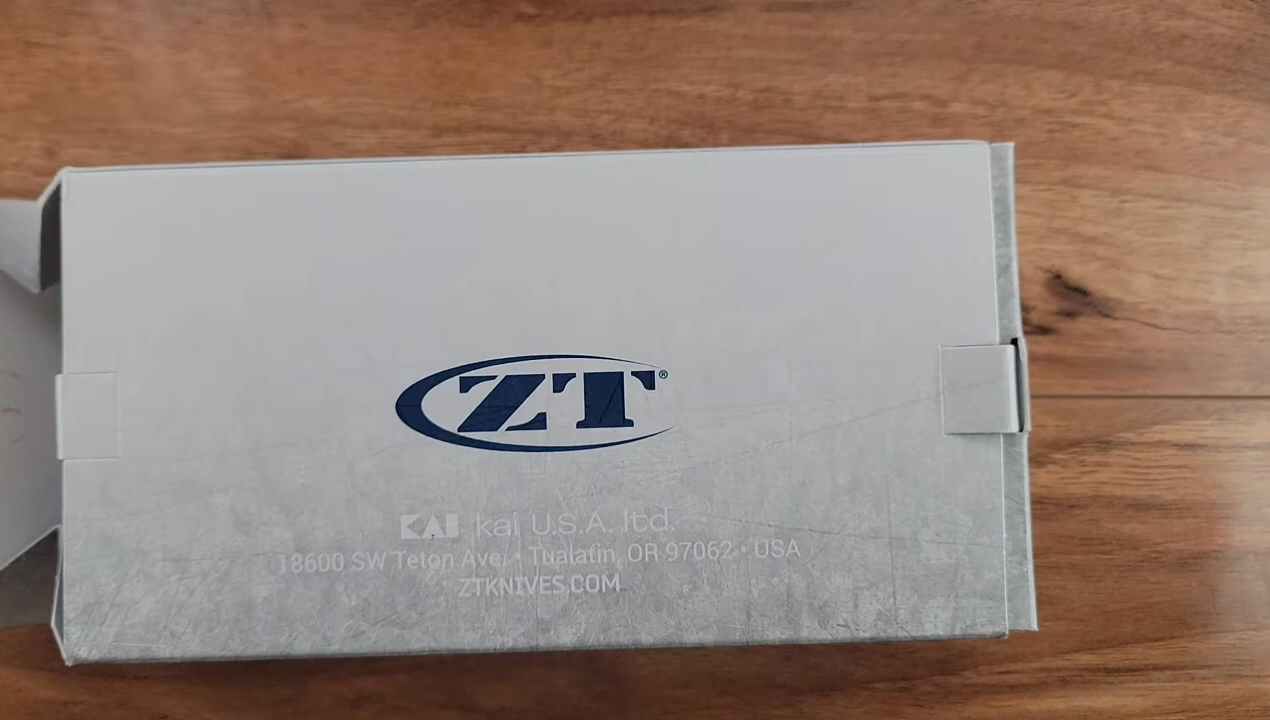 ZT®
KAI kai U.S.A. ltd.
18600 SW Teton Ave. • Tualatin, OR 97062 • USA
ZTKNIVES.COM